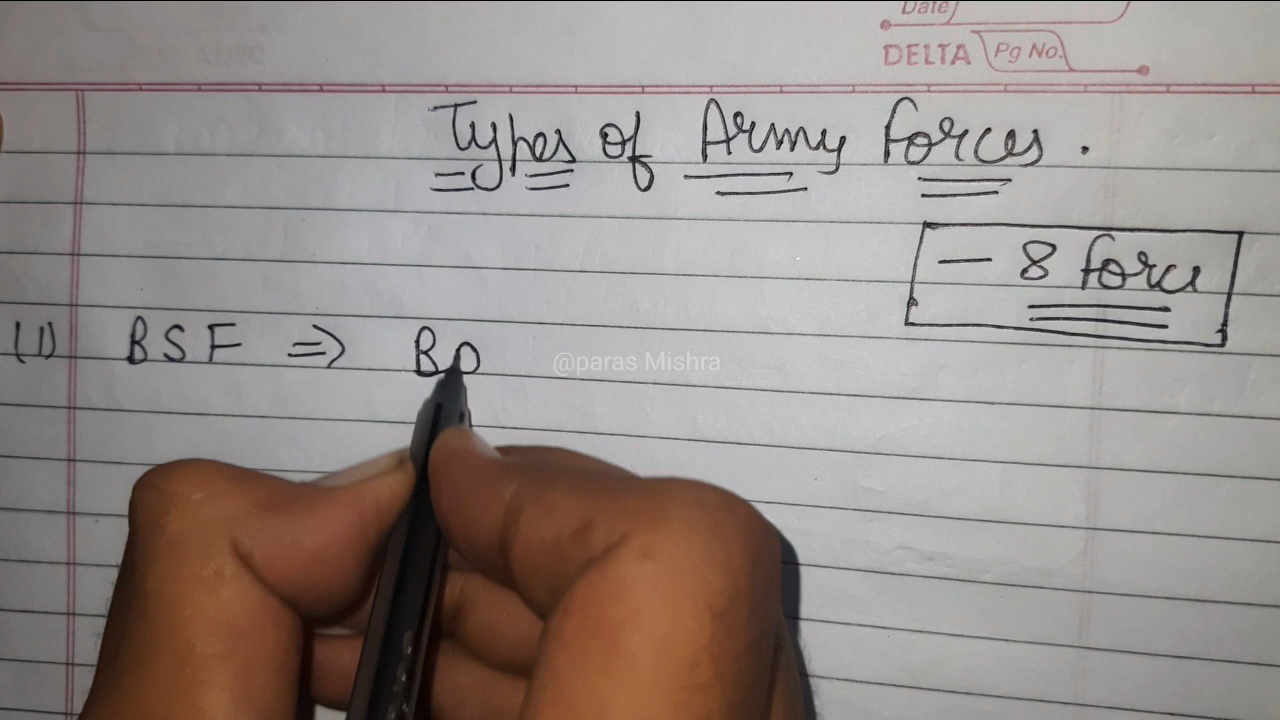 Date
DELTA Pg No.
Types of Army forces.
— 8 force
(1) BSF ⇒ BO
@paras Mishra